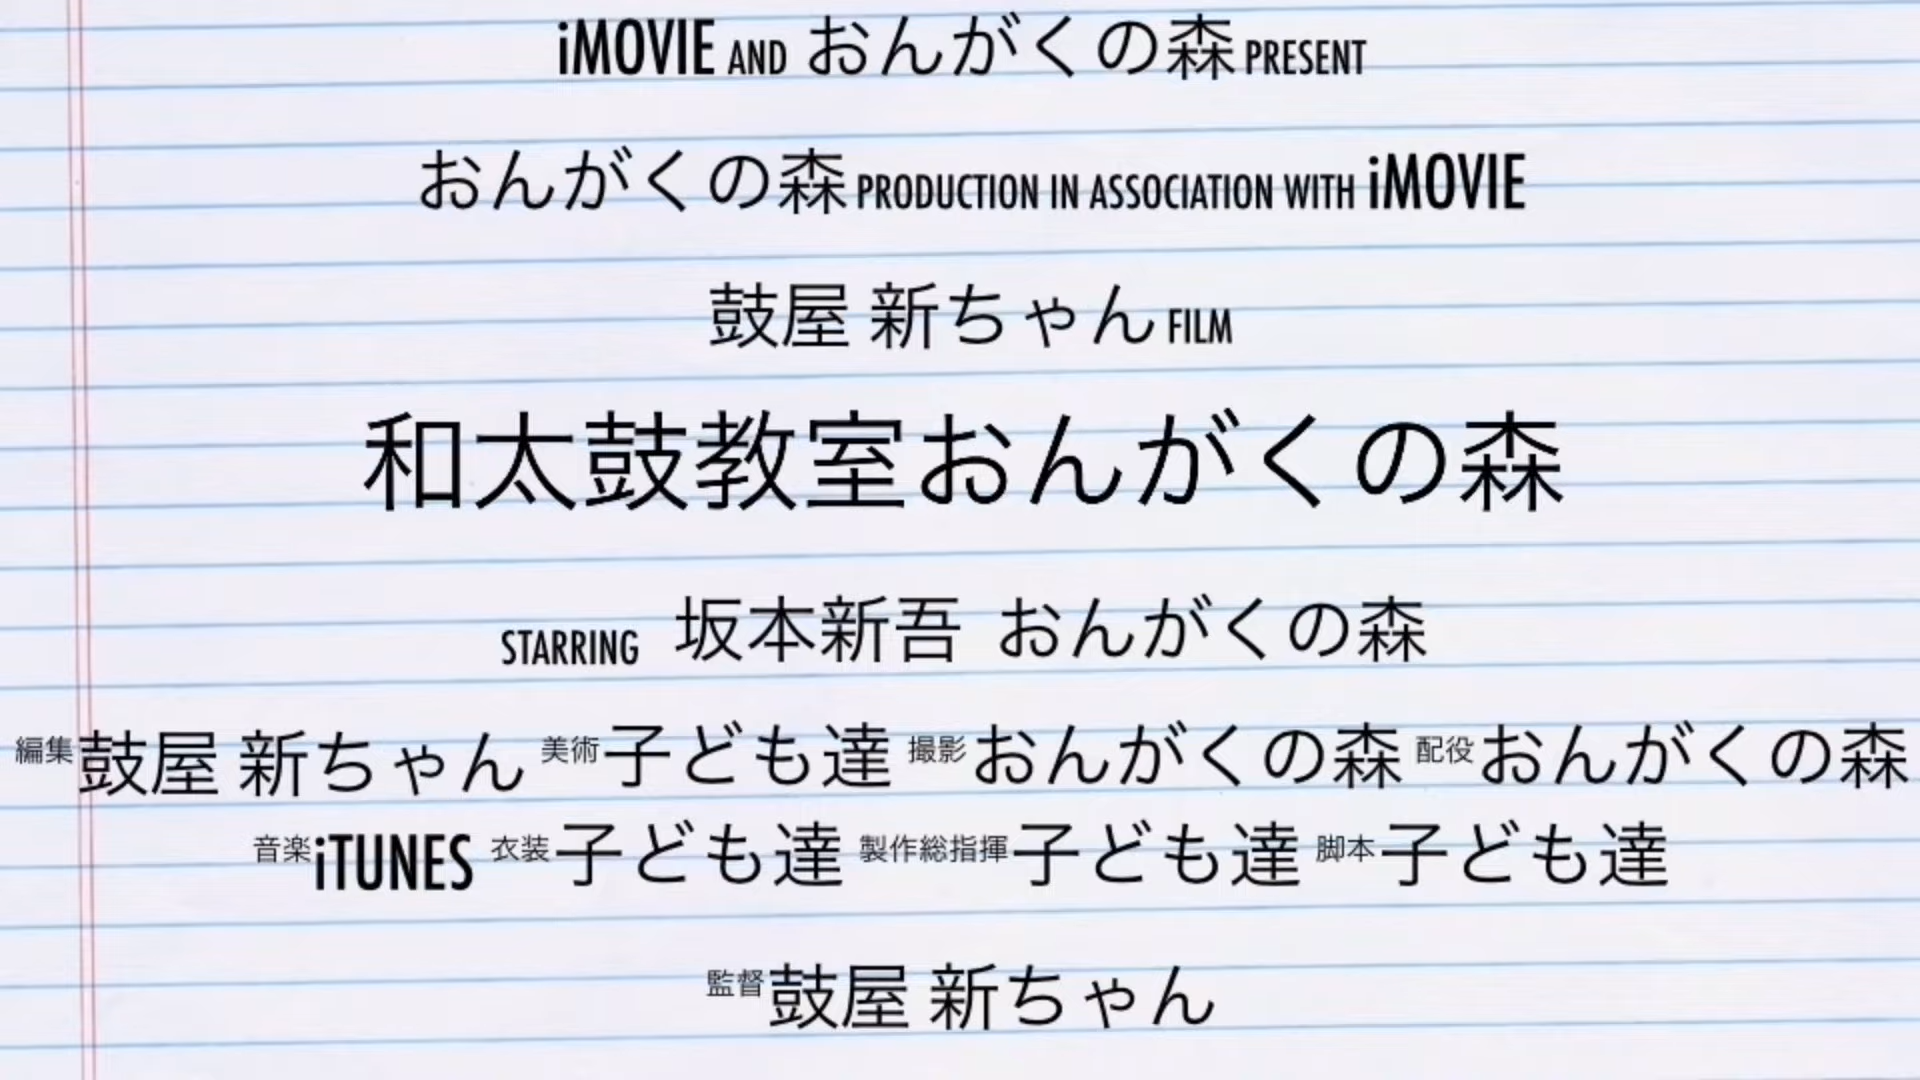 iMOVIE AND おんがくの森 PRESENT
おんがくの森 PRODUCTION IN ASSOCIATION WITH iMOVIE
鼓屋 新ちゃん FILM
和太鼓教室おんがくの森
STARRING 坂本新吾 おんがくの森
編集 鼓屋 新ちゃん 美術 子ども達 撮影 おんがくの森 配役 おんがくの森
音楽 iTUNES 衣装 子ども達 製作総指揮 子ども達 脚本 子ども達
監督 鼓屋 新ちゃん